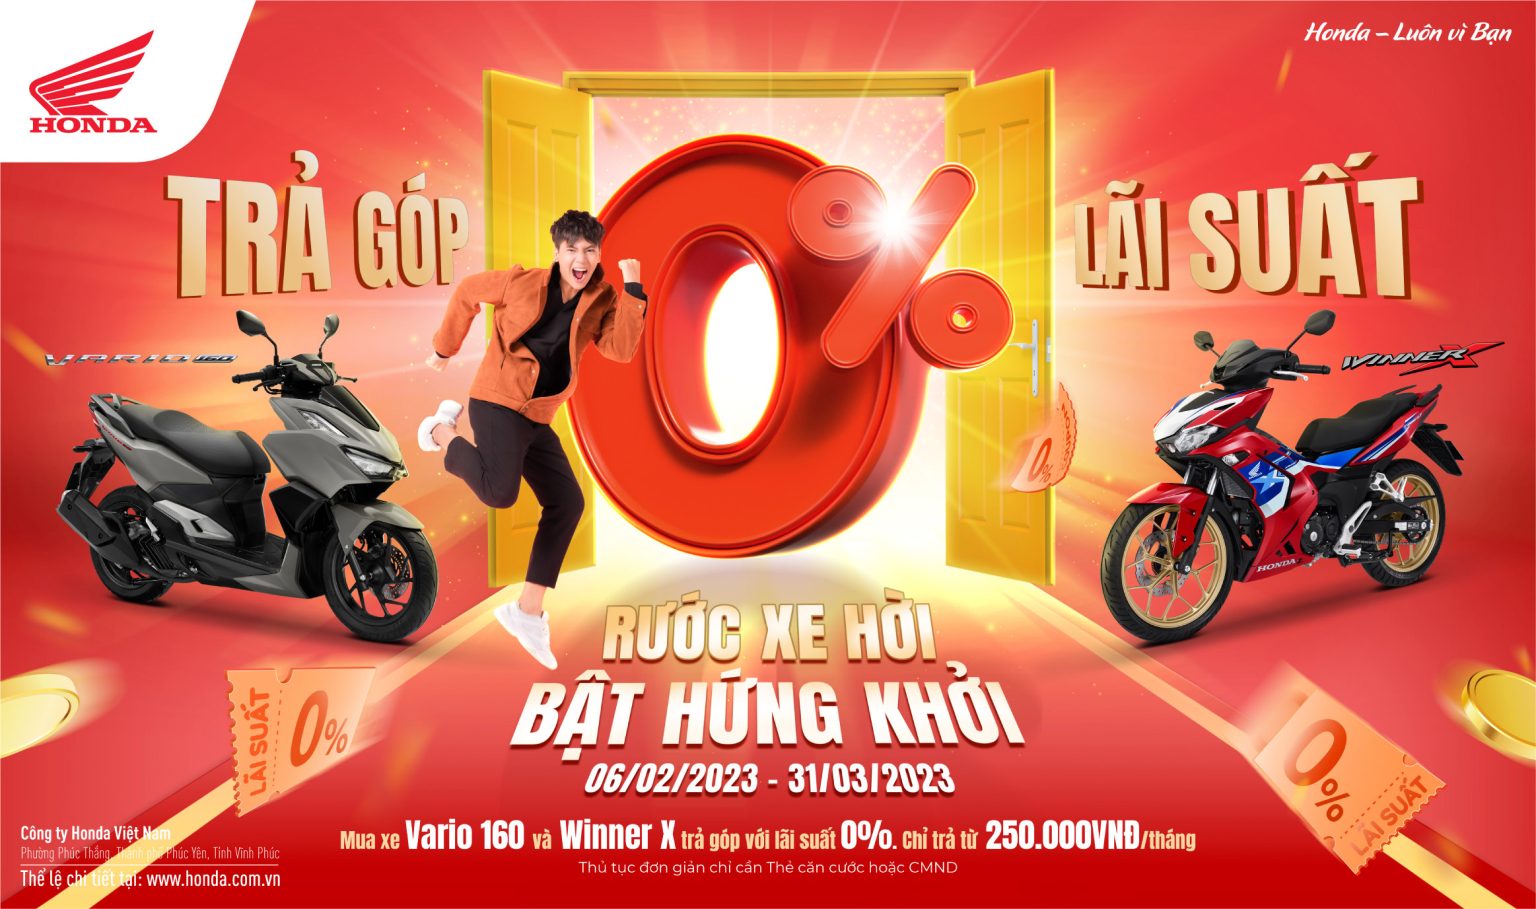 HONDA
Honda – Luôn vì Bạn
TRẢ GÓP
0%
LÃI SUẤT
VARIO 160
WINNER X
0%
COUPON
HONDA
RƯỚC XE HỜI
BẬT HỨNG KHỞI
06/02/2023 - 31/03/2023
LÃI SUẤT
0%
0%
LÃI SUẤT
Mua xe Vario 160 và Winner X trả góp với lãi suất 0%. Chỉ trả từ 250.000VNĐ/tháng
Thủ tục đơn giản chỉ cần Thẻ căn cước hoặc CMND
Công ty Honda Việt Nam
Phường Phúc Thắng, Thành phố Phúc Yên, Tỉnh Vĩnh Phúc
Thể lệ chi tiết tại: www.honda.com.vn